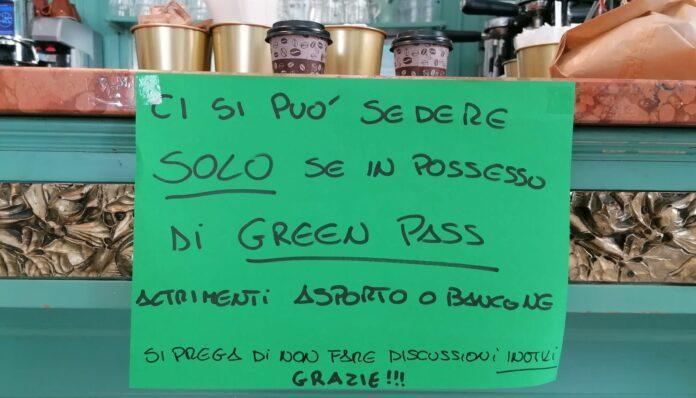 CI SI PUO' SEDERE
SOLO SE IN POSSESSO
DI GREEN PASS
ALTRIMENTI ASPORTO O BANCONE
SI PREGA DI NON FARE DISCUSSIONI INUTILI
GRAZIE!!!